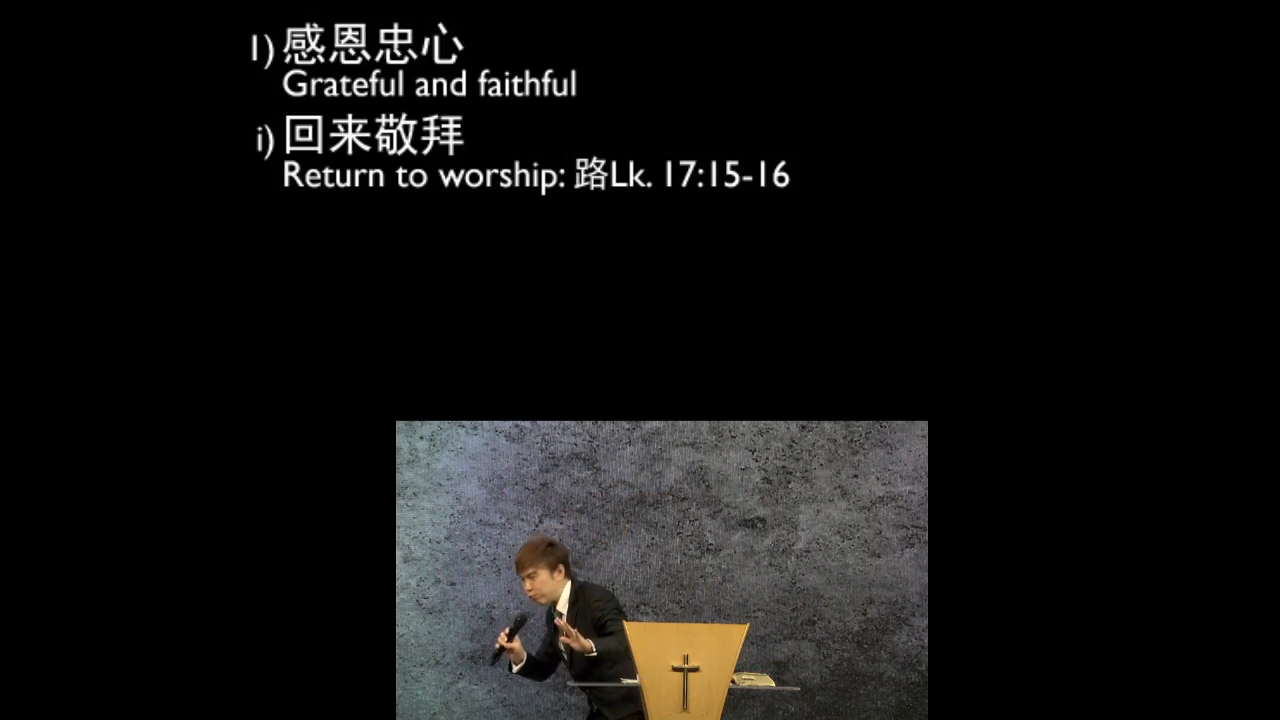 1) 感恩忠心
Grateful and faithful
i) 回来敬拜
Return to worship: 路Lk. 17:15-16